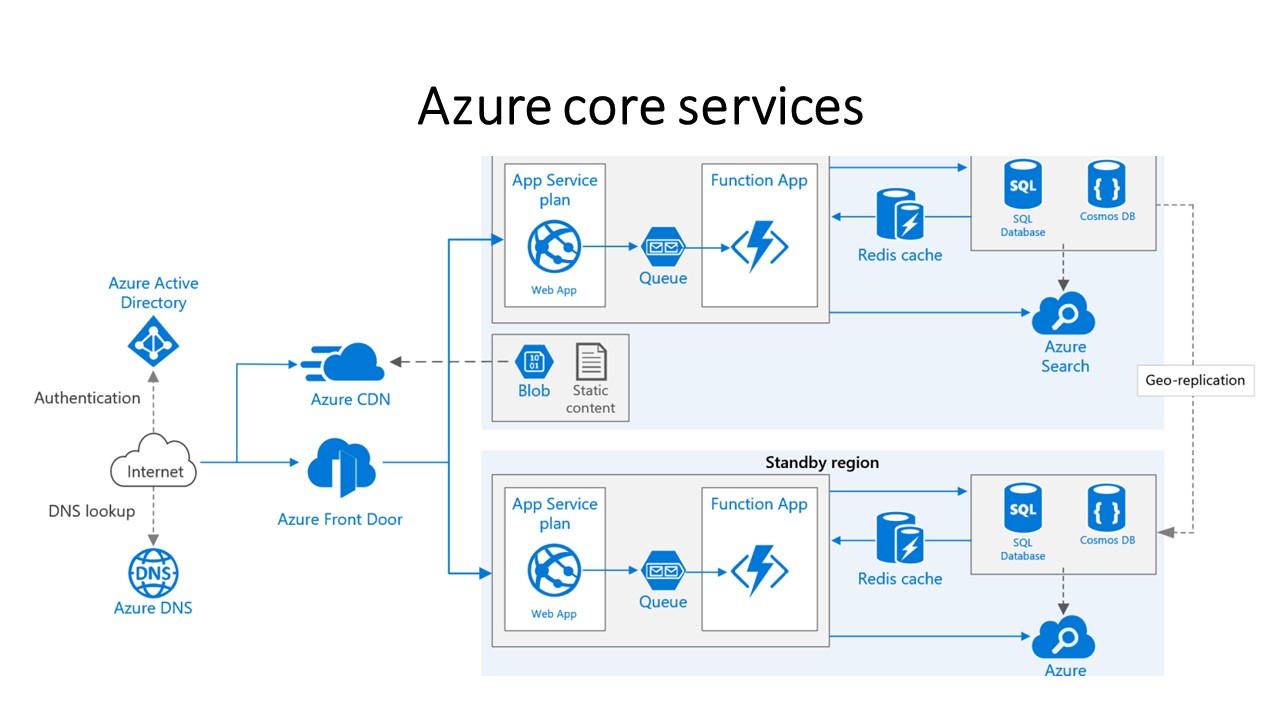 Azure core services
App Service
plan
Web App
Queue
Function App
Redis cache
SQL
SQL
Database
{ }
Cosmos DB
Azure
Search
Geo-replication
10
01
Blob
Static
content
Azure Active
Directory
Authentication
Internet
DNS lookup
DNS
Azure DNS
Azure CDN
Azure Front Door
Standby region
App Service
plan
Web App
Queue
Function App
Redis cache
SQL
SQL
Database
{ }
Cosmos DB
Azure